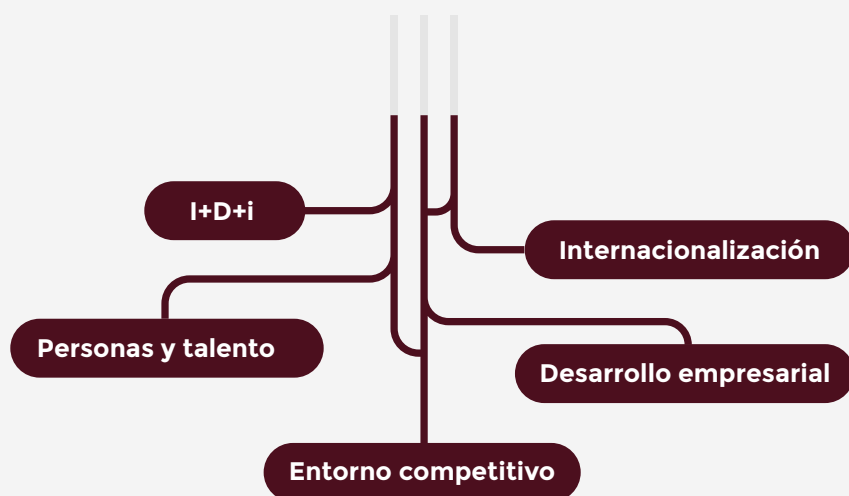 I+D+i
Internacionalización
Personas y talento
Desarrollo empresarial
Entorno competitivo